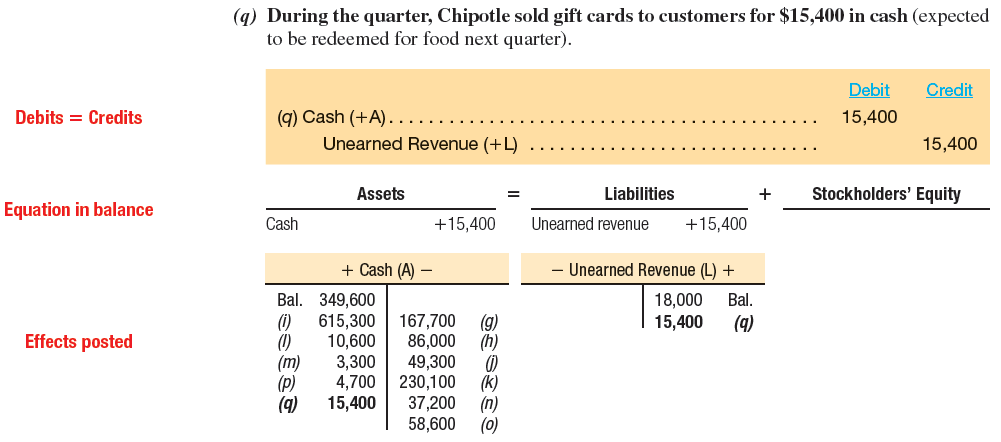 (q) During the quarter, Chipotle sold gift cards to customers for $15,400 in cash (expected
to be redeemed for food next quarter).
Debit Credit
Debits = Credits
(q) Cash (+A) . . . . . . . . . . . . . . . . . . . . . . . . . . . . . . . . . . . . . . . . . . . 15,400
Unearned Revenue (+L) . . . . . . . . . . . . . . . . . . . . . . . . . . . . . 15,400
Assets = Liabilities + Stockholders’ Equity
Equation in balance
Cash +15,400 Unearned revenue +15,400
+ Cash (A) − − Unearned Revenue (L) +
Bal. 349,600 18,000 Bal.
(i) 615,300 167,700 (g) 15,400 (q)
Effects posted
(l) 10,600 86,000 (h)
(m) 3,300 49,300 (j)
(p) 4,700 230,100 (k)
(q) 15,400 37,200 (n)
58,600 (o)